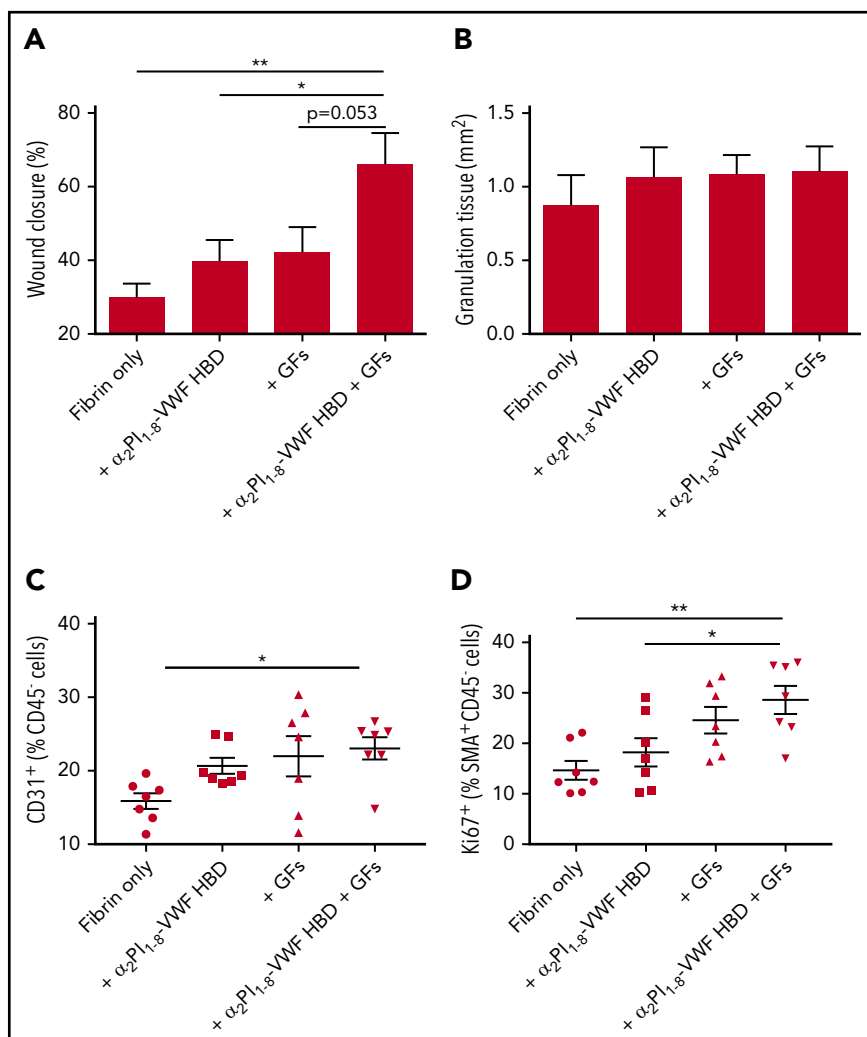 A
**
*
p=0.053
80
60
40
20
Wound closure (%)
Fibrin only
+ α₂PI₁₋₈-VWF HBD
+ GFs
+ α₂PI₁₋₈-VWF HBD + GFs
B
1.5
1.0
0.5
0.0
Granulation tissue (mm²)
Fibrin only
+ α₂PI₁₋₈-VWF HBD
+ GFs
+ α₂PI₁₋₈-VWF HBD + GFs
C
*
40
30
20
10
CD31⁺ (% CD45⁻ cells)
Fibrin only
+ α₂PI₁₋₈-VWF HBD
+ GFs
+ α₂PI₁₋₈-VWF HBD + GFs
D
**
*
40
30
20
10
0
Ki67⁺ (% SMA⁺CD45⁻ cells)
Fibrin only
+ α₂PI₁₋₈-VWF HBD
+ GFs
+ α₂PI₁₋₈-VWF HBD + GFs